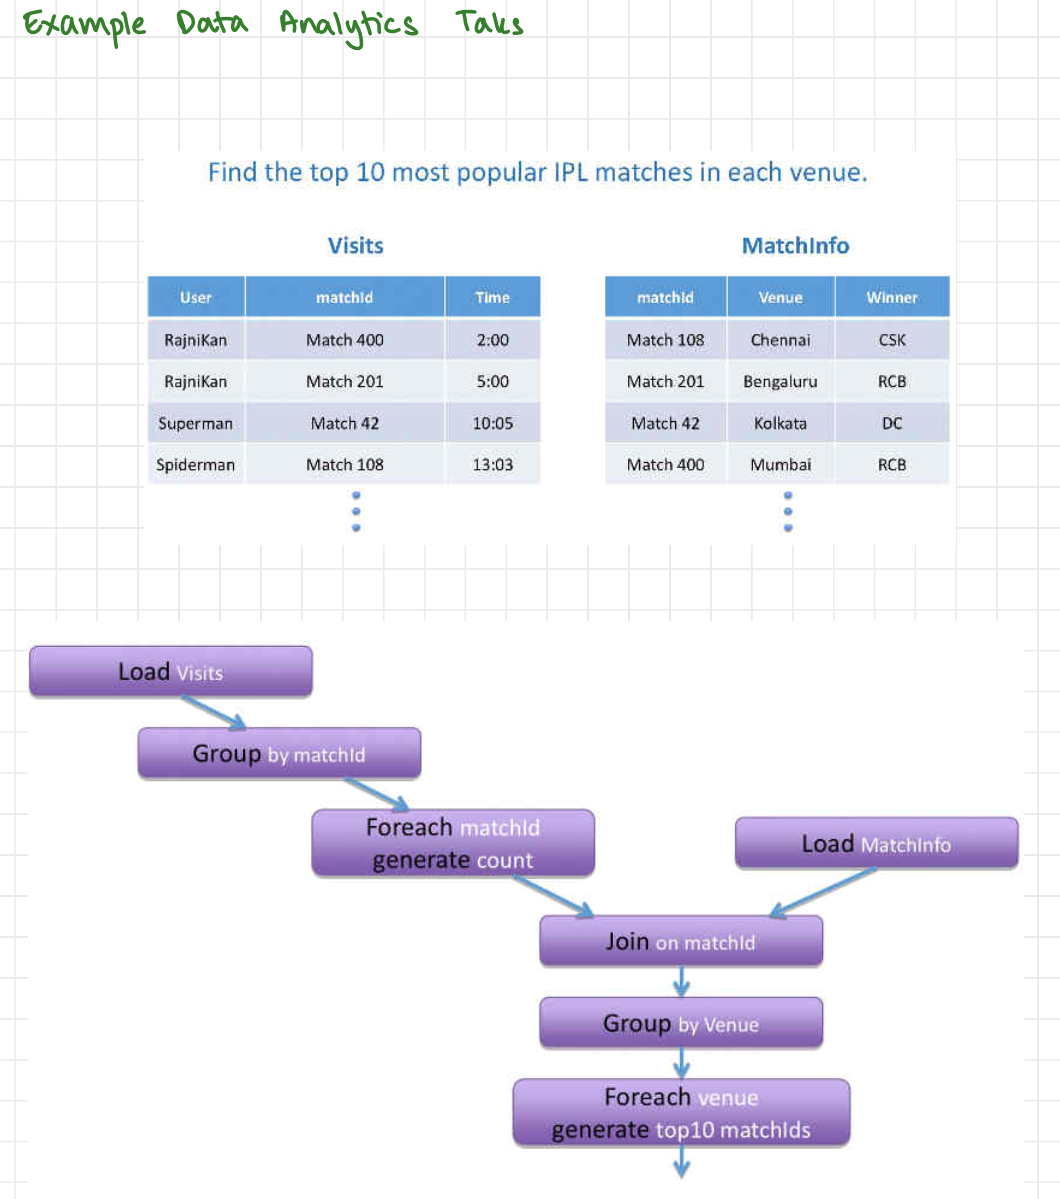 Example Data Analytics Taks
Find the top 10 most popular IPL matches in each venue.
Visits
User matchId Time
RajniKan Match 400 2:00
RajniKan Match 201 5:00
Superman Match 42 10:05
Spiderman Match 108 13:03
MatchInfo
matchId Venue Winner
Match 108 Chennai CSK
Match 201 Bengaluru RCB
Match 42 Kolkata DC
Match 400 Mumbai RCB
Load Visits
Group by matchId
Foreach matchId
generate count
Load MatchInfo
Join on matchId
Group by Venue
Foreach venue
generate top10 matchIds